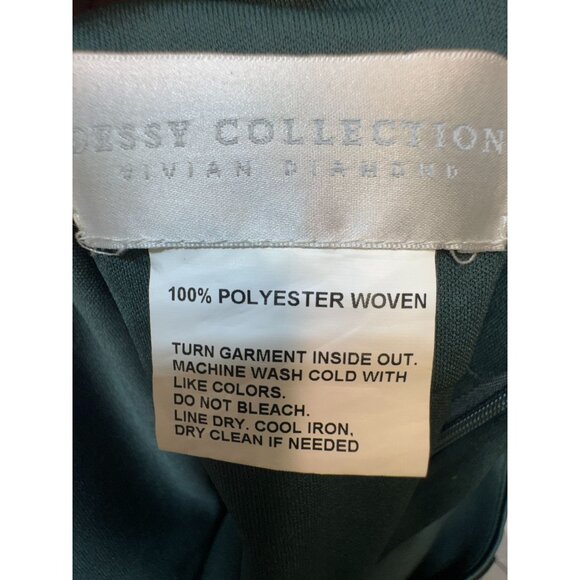 DESSY COLLECTION
VIVIAN DIAMOND
100% POLYESTER WOVEN
TURN GARMENT INSIDE OUT.
MACHINE WASH COLD WITH
LIKE COLORS.
DO NOT BLEACH.
LINE DRY. COOL IRON,
DRY CLEAN IF NEEDED